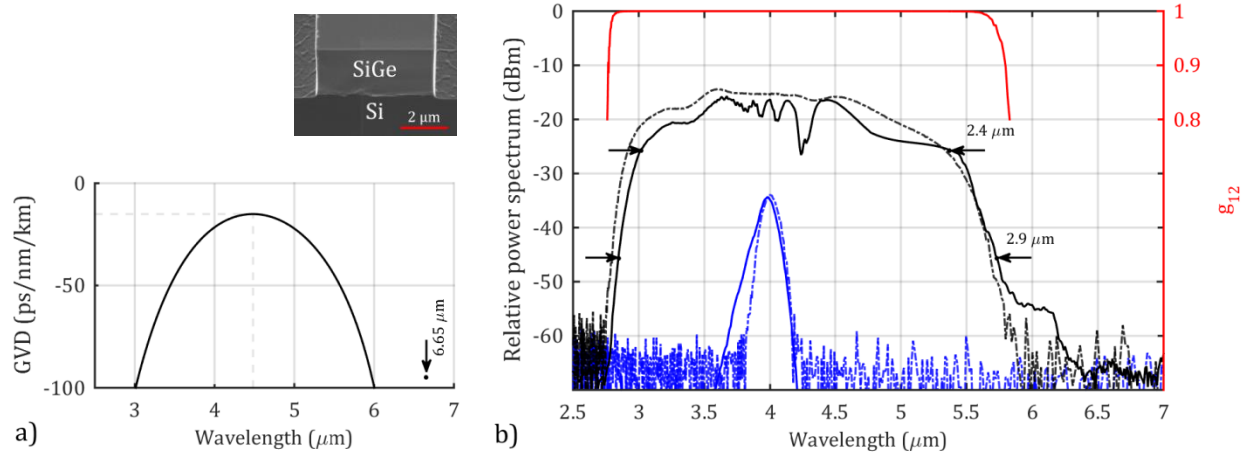 SiGe
Si
2 μm
GVD (ps/nm/km)
0
-50
-100
6.65 μm
3
4
5
6
7
Wavelength (μm)
a)
Relative power spectrum (dBm)
0
-10
-20
-30
-40
-50
-60
2.4 μm
2.9 μm
1
0.9
0.8
g12
2.5
3
3.5
4
4.5
5
5.5
6
6.5
7
Wavelength (μm)
b)